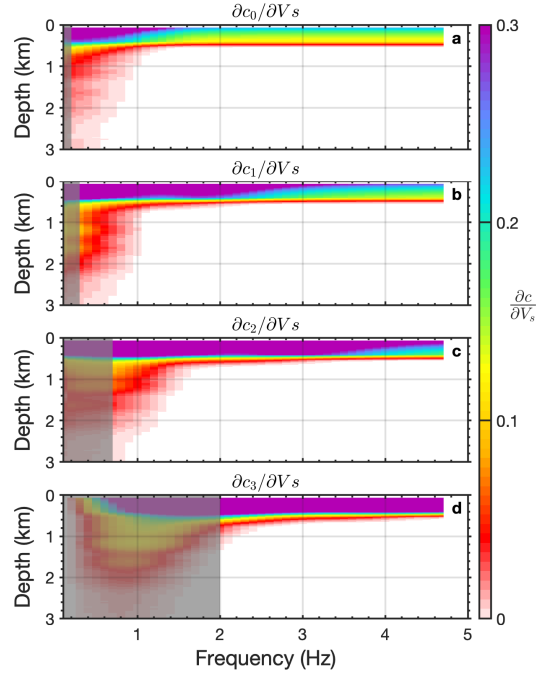 ∂c₀/∂Vs
a
0
1
2
3
Depth (km)
∂c₁/∂Vs
b
0
1
2
3
Depth (km)
∂c₂/∂Vs
c
0
1
2
3
Depth (km)
∂c₃/∂Vs
d
0
1
2
3
Depth (km)
1 2 3 4 5
Frequency (Hz)
0.3
0.2
0.1
0
∂c/∂Vₛ